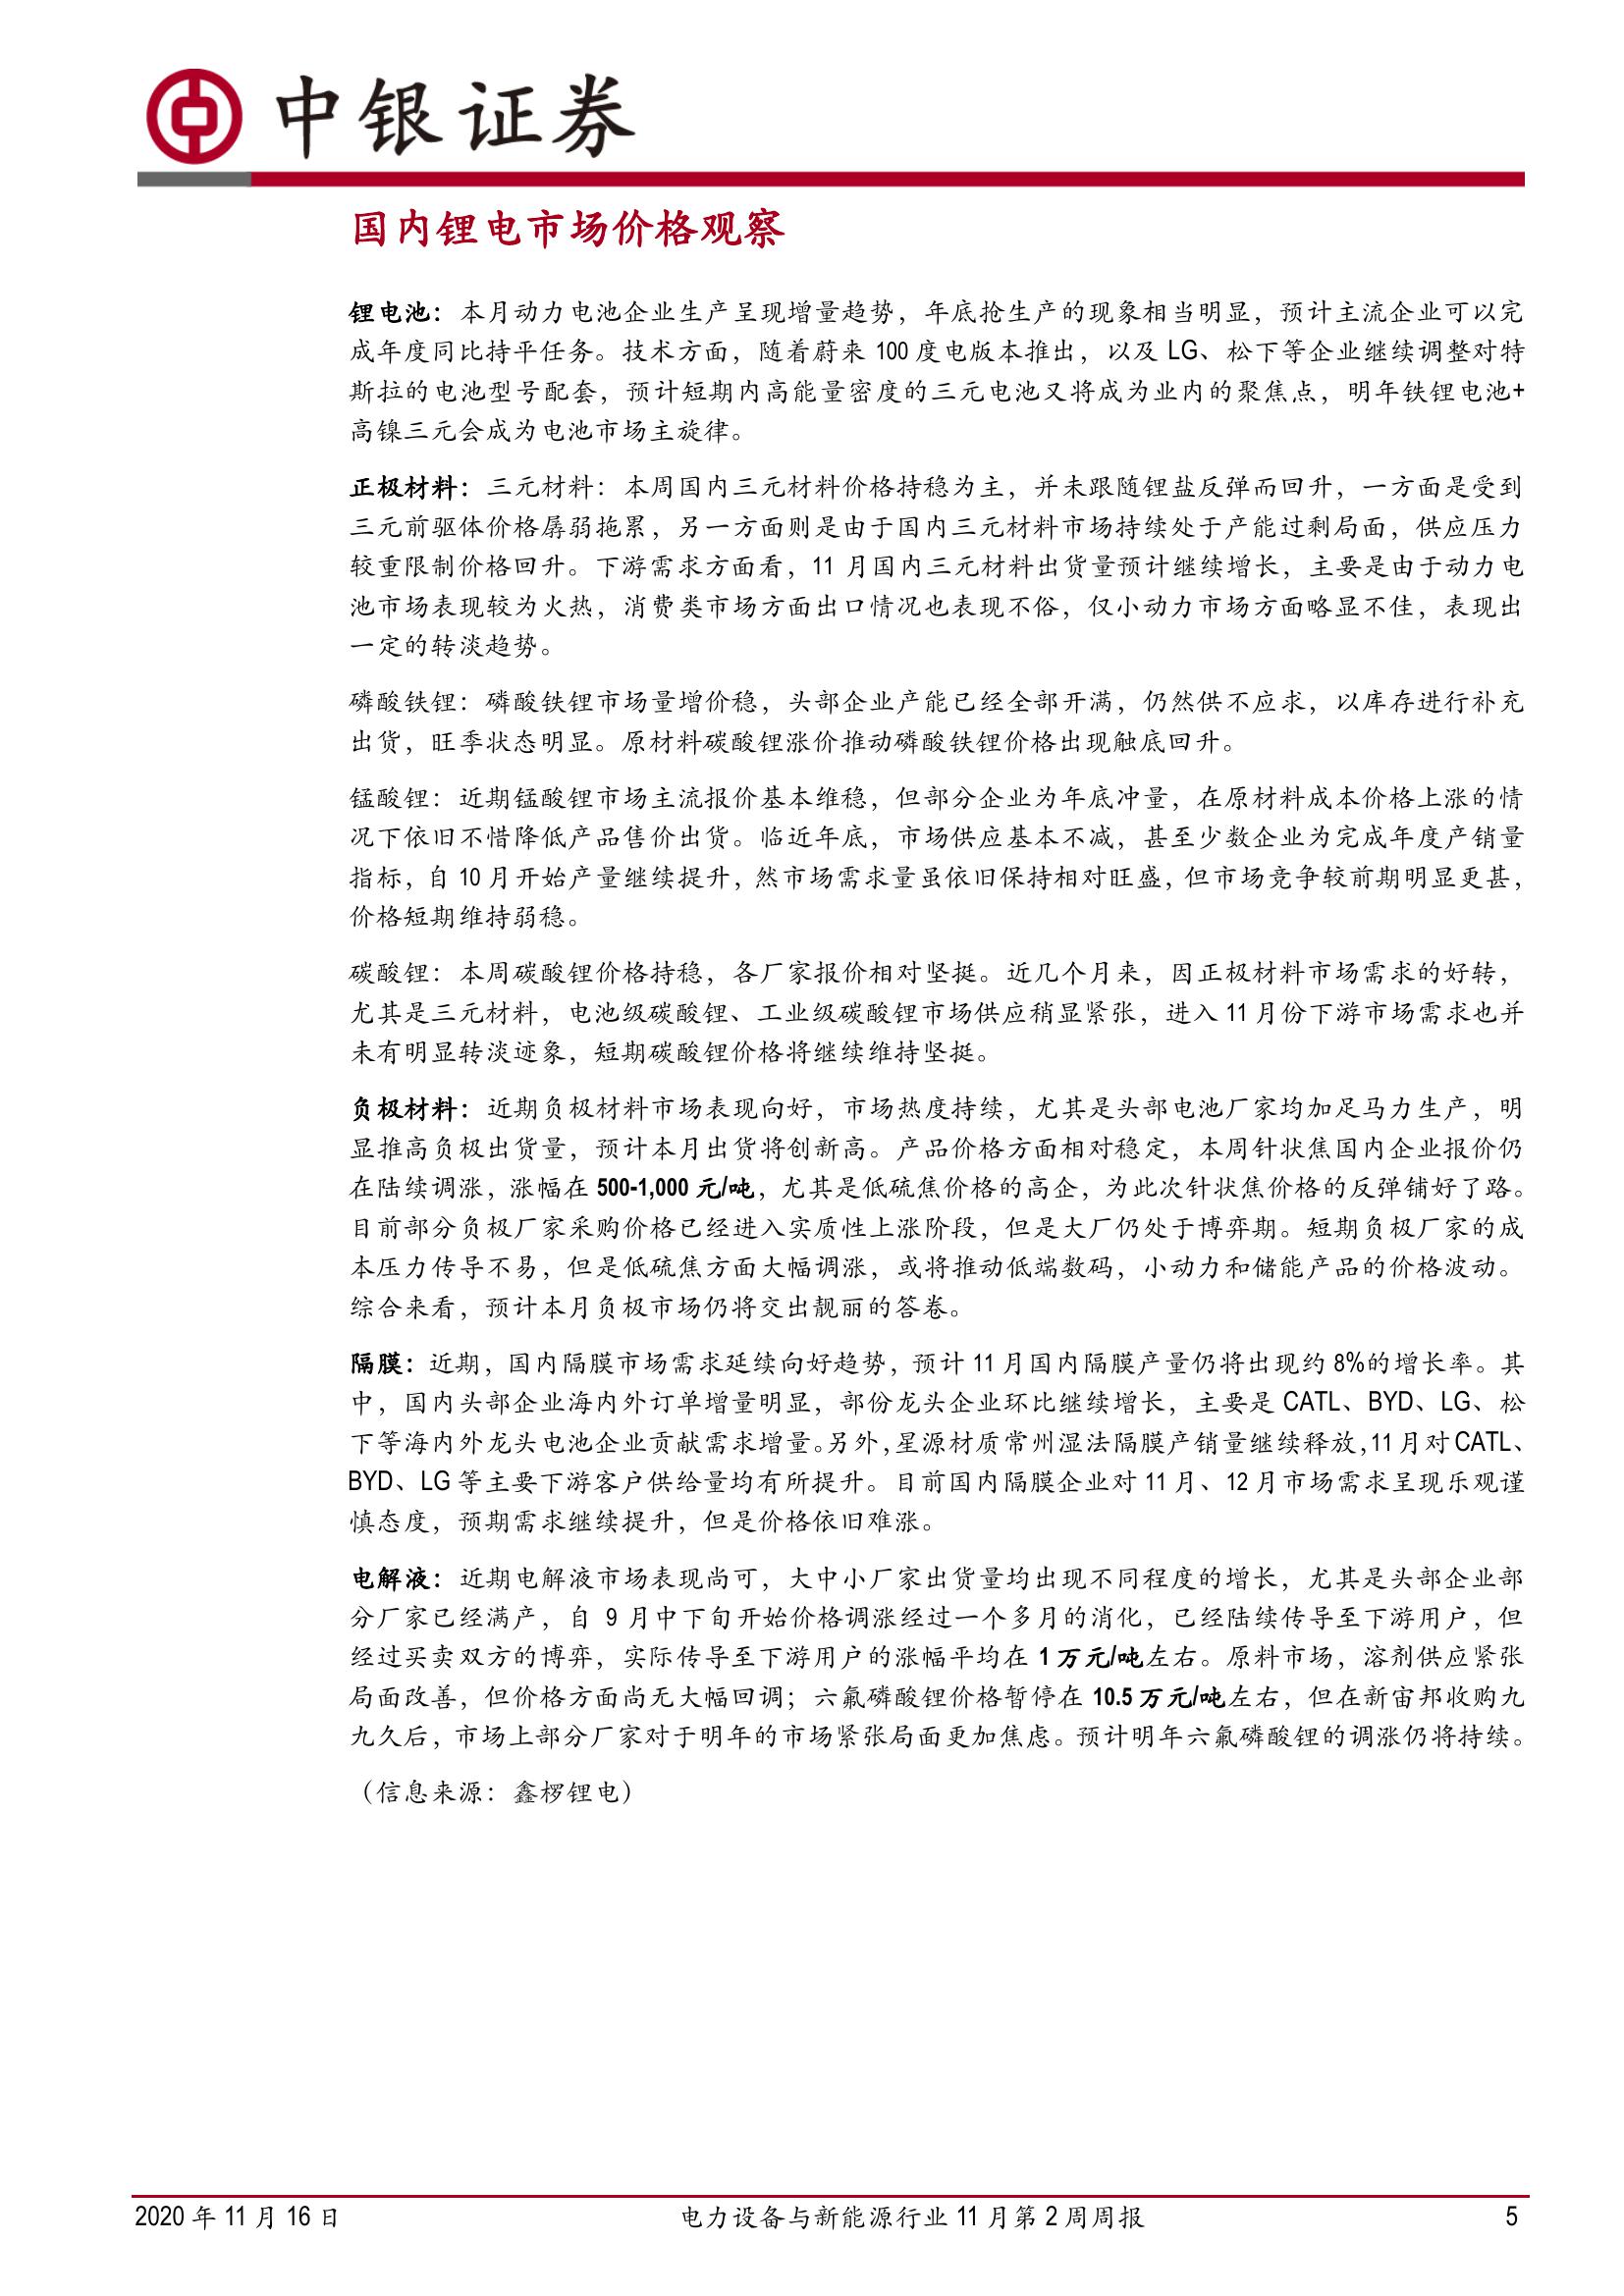 中银证券
国内锂电市场价格观察
锂电池：本月动力电池企业生产呈现增量趋势，年底抢生产的现象相当明显，预计主流企业可以完
成年度同比持平任务。技术方面，随着蔚来 100 度电版本推出，以及 LG、松下等企业继续调整对特
斯拉的电池型号配套，预计短期内高能量密度的三元电池又将成为业内的聚焦点，明年铁锂电池+
高镍三元会成为电池市场主旋律。
正极材料：三元材料：本周国内三元材料价格持稳为主，并未跟随锂盐反弹而回升，一方面是受到
三元前驱体价格孱弱拖累，另一方面则是由于国内三元材料市场持续处于产能过剩局面，供应压力
较重限制价格回升。下游需求方面看，11 月国内三元材料出货量预计继续增长，主要是由于动力电
池市场表现较为火热，消费类市场方面出口情况也表现不俗，仅小动力市场方面略显不佳，表现出
一定的转淡趋势。
磷酸铁锂：磷酸铁锂市场量增价稳，头部企业产能已经全部开满，仍然供不应求，以库存进行补充
出货，旺季状态明显。原材料碳酸锂涨价推动磷酸铁锂价格出现触底回升。
锰酸锂：近期锰酸锂市场主流报价基本维稳，但部分企业为年底冲量，在原材料成本价格上涨的情
况下依旧不惜降低产品售价出货。临近年底，市场供应基本不减，甚至少数企业为完成年度产销量
指标，自 10 月开始产量继续提升，然市场需求量虽依旧保持相对旺盛，但市场竞争较前期明显更甚，
价格短期维持弱稳。
碳酸锂：本周碳酸锂价格持稳，各厂家报价相对坚挺。近几个月来，因正极材料市场需求的好转，
尤其是三元材料，电池级碳酸锂、工业级碳酸锂市场供应稍显紧张，进入 11 月份下游市场需求也并
未有明显转淡迹象，短期碳酸锂价格将继续维持坚挺。
负极材料：近期负极材料市场表现向好，市场热度持续，尤其是头部电池厂家均加足马力生产，明
显推高负极出货量，预计本月出货将创新高。产品价格方面相对稳定，本周针状焦国内企业报价仍
在陆续调涨，涨幅在 500-1,000 元/吨，尤其是低硫焦价格的高企，为此次针状焦价格的反弹铺好了路。
目前部分负极厂家采购价格已经进入实质性上涨阶段，但是大厂仍处于博弈期。短期负极厂家的成
本压力传导不易，但是低硫焦方面大幅调涨，或将推动低端数码，小动力和储能产品的价格波动。
综合来看，预计本月负极市场仍将交出靓丽的答卷。
隔膜：近期，国内隔膜市场需求延续向好趋势，预计 11 月国内隔膜产量仍将出现约 8%的增长率。其
中，国内头部企业海内外订单增量明显，部份龙头企业环比继续增长，主要是 CATL、BYD、LG、松
下等海内外龙头电池企业贡献需求增量。另外，星源材质常州湿法隔膜产销量继续释放，11 月对 CATL、
BYD、LG 等主要下游客户供给量均有所提升。目前国内隔膜企业对 11 月、12 月市场需求呈现乐观谨
慎态度，预期需求继续提升，但是价格依旧难涨。
电解液：近期电解液市场表现尚可，大中小厂家出货量均出现不同程度的增长，尤其是头部企业部
分厂家已经满产，自 9 月中下旬开始价格调涨经过一个多月的消化，已经陆续传导至下游用户，但
经过买卖双方的博弈，实际传导至下游用户的涨幅平均在 1 万元/吨左右。原料市场，溶剂供应紧张
局面改善，但价格方面尚无大幅回调；六氟磷酸锂价格暂停在 10.5 万元/吨左右，但在新宙邦收购九
九久后，市场上部分厂家对于明年的市场紧张局面更加焦虑。预计明年六氟磷酸锂的调涨仍将持续。
（信息来源：鑫椤锂电）
2020 年 11 月 16 日 电力设备与新能源行业 11 月第 2 周周报 5